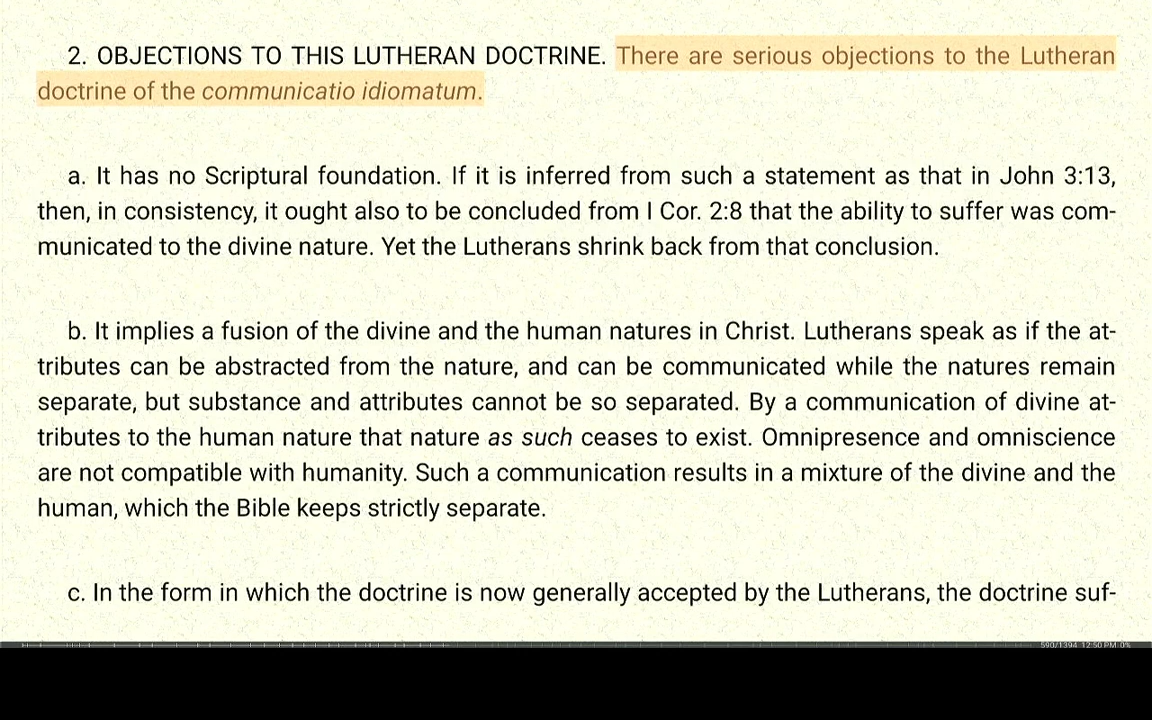 2. OBJECTIONS TO THIS LUTHERAN DOCTRINE. There are serious objections to the Lutheran
doctrine of the communicatio idiomatum.
a. It has no Scriptural foundation. If it is inferred from such a statement as that in John 3:13,
then, in consistency, it ought also to be concluded from I Cor. 2:8 that the ability to suffer was com-
municated to the divine nature. Yet the Lutherans shrink back from that conclusion.
b. It implies a fusion of the divine and the human natures in Christ. Lutherans speak as if the at-
tributes can be abstracted from the nature, and can be communicated while the natures remain
separate, but substance and attributes cannot be so separated. By a communication of divine at-
tributes to the human nature that nature as such ceases to exist. Omnipresence and omniscience
are not compatible with humanity. Such a communication results in a mixture of the divine and the
human, which the Bible keeps strictly separate.
c. In the form in which the doctrine is now generally accepted by the Lutherans, the doctrine suf-
590/1394 12:50 PM 0%